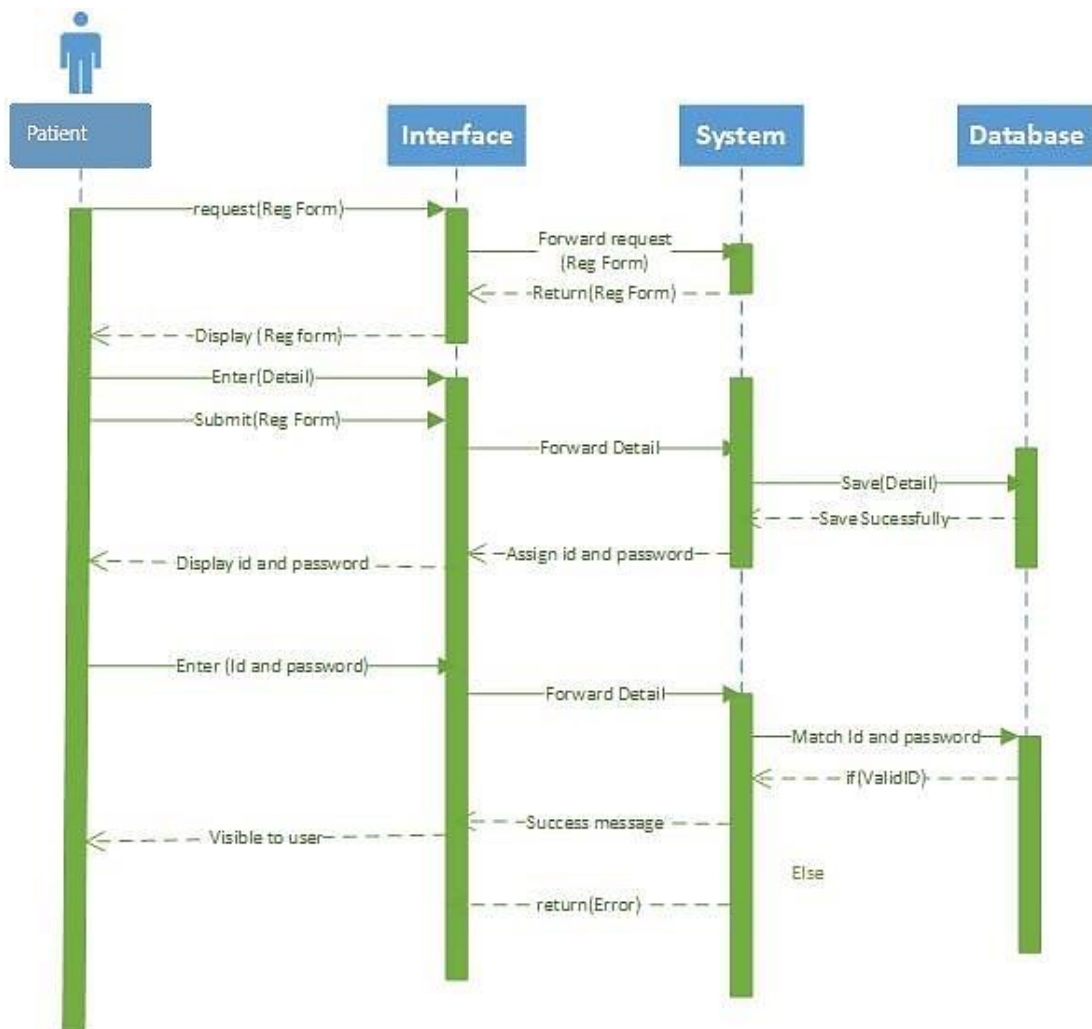 Patient
Interface
System
Database
request(Reg Form)
Forward request
(Reg Form)
Return(Reg Form)
Display (Reg form)
Enter(Detail)
Submit(Reg Form)
Forward Detail
Save(Detail)
Save Sucessfully
Assign id and password
Display id and password
Enter (Id and password)
Forward Detail
Match Id and password
if(ValidID)
Success message
Visible to user
Else
return(Error)